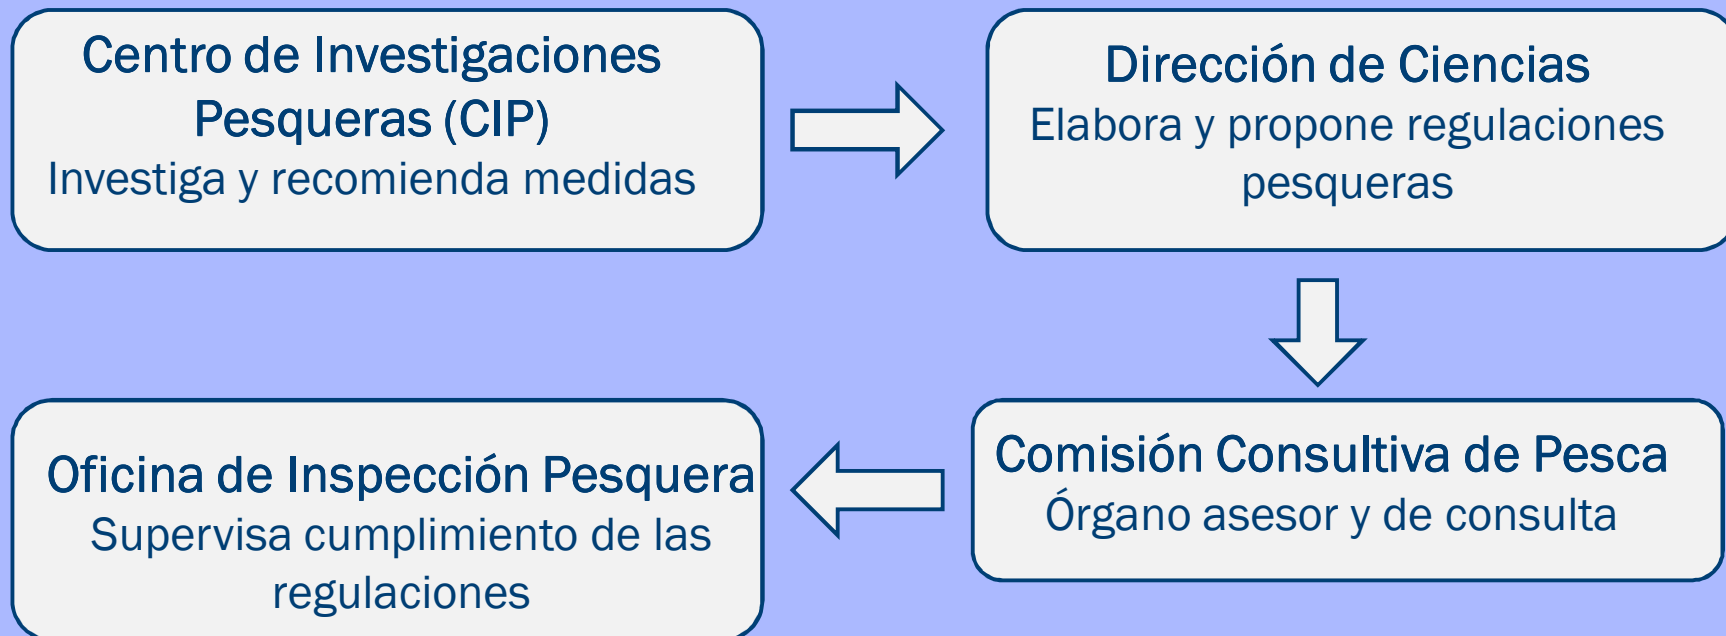 Centro de Investigaciones
Pesqueras (CIP)
Investiga y recomienda medidas
Dirección de Ciencias
Elabora y propone regulaciones
pesqueras
Comisión Consultiva de Pesca
Órgano asesor y de consulta
Oficina de Inspección Pesquera
Supervisa cumplimiento de las
regulaciones